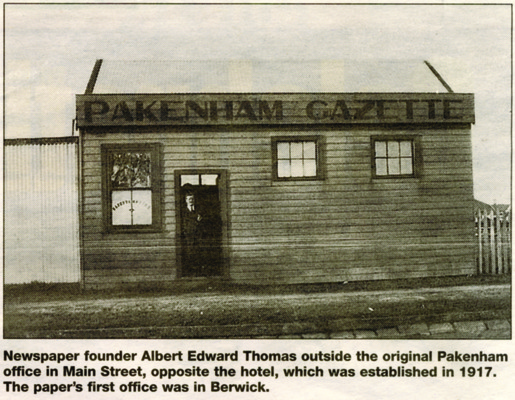 PAKENHAM GAZETTE
Newspaper founder Albert Edward Thomas outside the original Pakenham
office in Main Street, opposite the hotel, which was established in 1917.
The paper's first office was in Berwick.